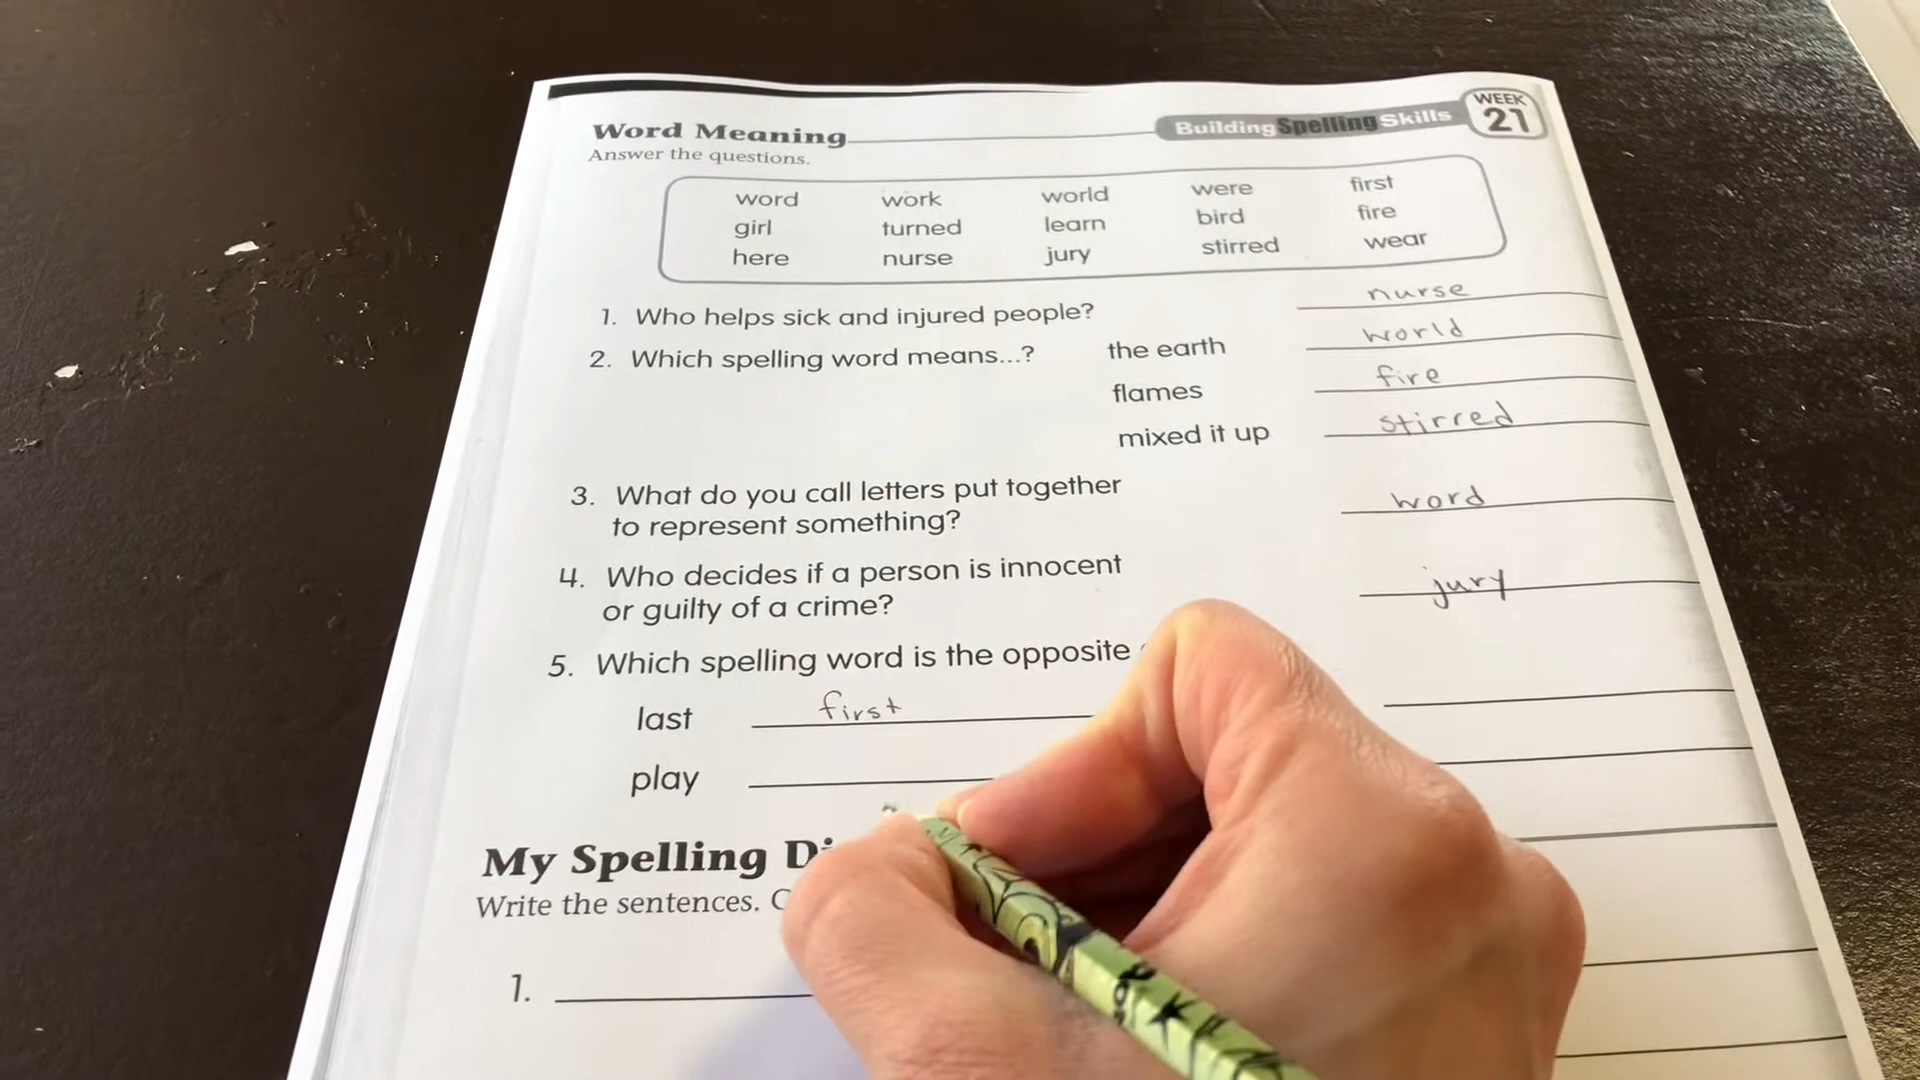 WEEK
Word Meaning Building Spelling Skills 21
Answer the questions.
word work world were first
girl turned learn bird fire
here nurse jury stirred wear
1. Who helps sick and injured people? nurse
2. Which spelling word means...? the earth world
flames fire
mixed it up stirred
3. What do you call letters put together
to represent something? word
4. Who decides if a person is innocent
or guilty of a crime? jury
5. Which spelling word is the opposite
last first
play
My Spelling
Write the sentences.
1.